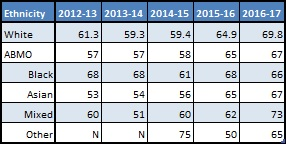 Ethnicity 2012-13 2013-14 2014-15 2015-16 2016-17
White 61.3 59.3 59.4 64.9 69.8
ABMO 57 57 58 65 67
Black 68 68 61 68 66
Asian 53 54 56 65 67
Mixed 60 51 60 62 73
Other N N 75 50 65